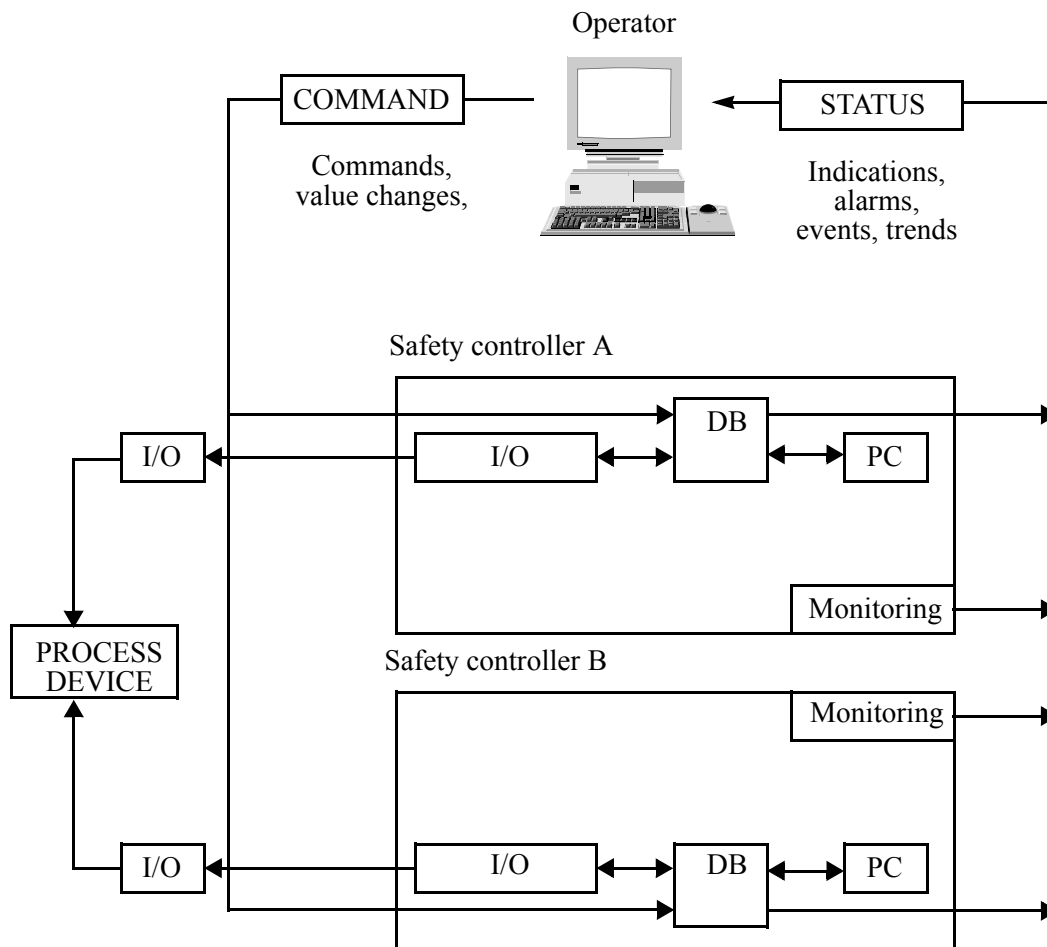 Operator
COMMAND
STATUS
Commands,
value changes,
Indications,
alarms,
events, trends
Safety controller A
DB
I/O
I/O
PC
Monitoring
PROCESS
DEVICE
Safety controller B
Monitoring
I/O
I/O
DB
PC